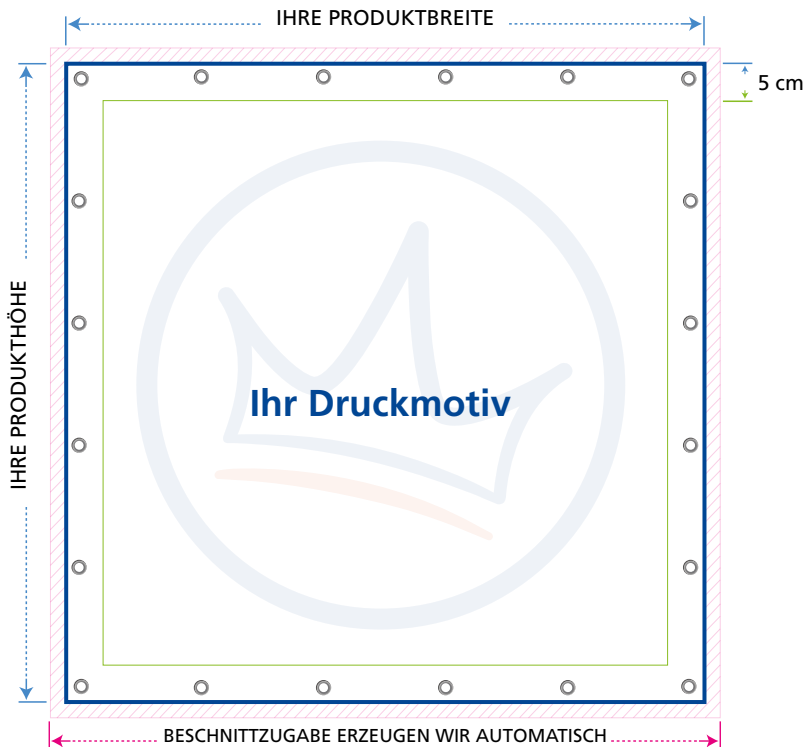 IHRE PRODUKTBREITE
5 cm
IHRE PRODUKTHÖHE
Ihr Druckmotiv
BESCHNITTZUGABE ERZEUGEN WIR AUTOMATISCH